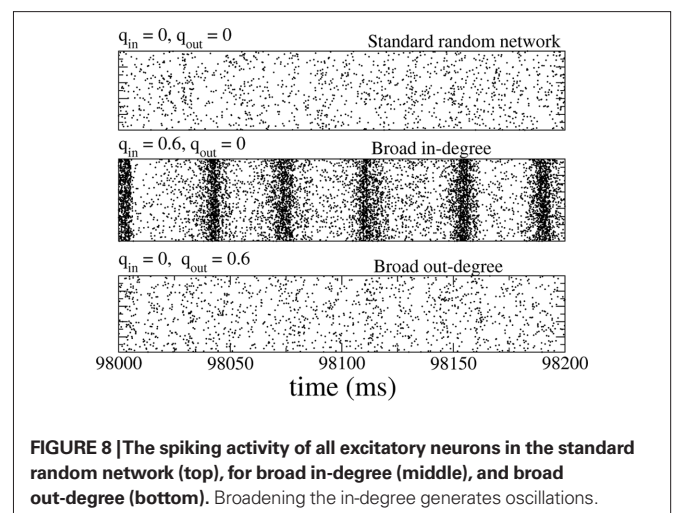 q_in = 0, q_out = 0 Standard random network
q_in = 0.6, q_out = 0 Broad in-degree
q_in = 0, q_out = 0.6 Broad out-degree
98000 98050 98100 98150 98200
time (ms)
FIGURE 8 | The spiking activity of all excitatory neurons in the standard
random network (top), for broad in-degree (middle), and broad
out-degree (bottom). Broadening the in-degree generates oscillations.